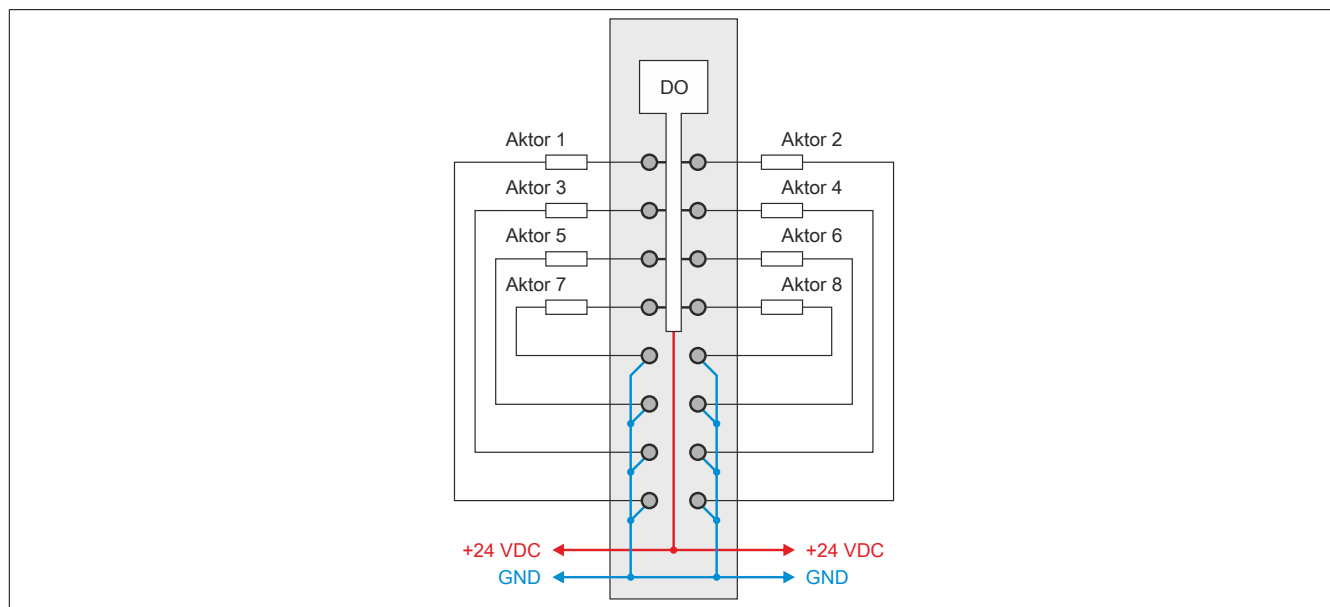 DO
Aktor 1
Aktor 2
Aktor 3
Aktor 4
Aktor 5
Aktor 6
Aktor 7
Aktor 8
+24 VDC
+24 VDC
GND
GND